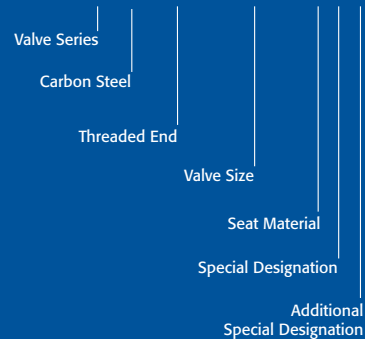 Valve Series
Carbon Steel
Threaded End
Valve Size
Seat Material
Special Designation
Additional
Special Designation